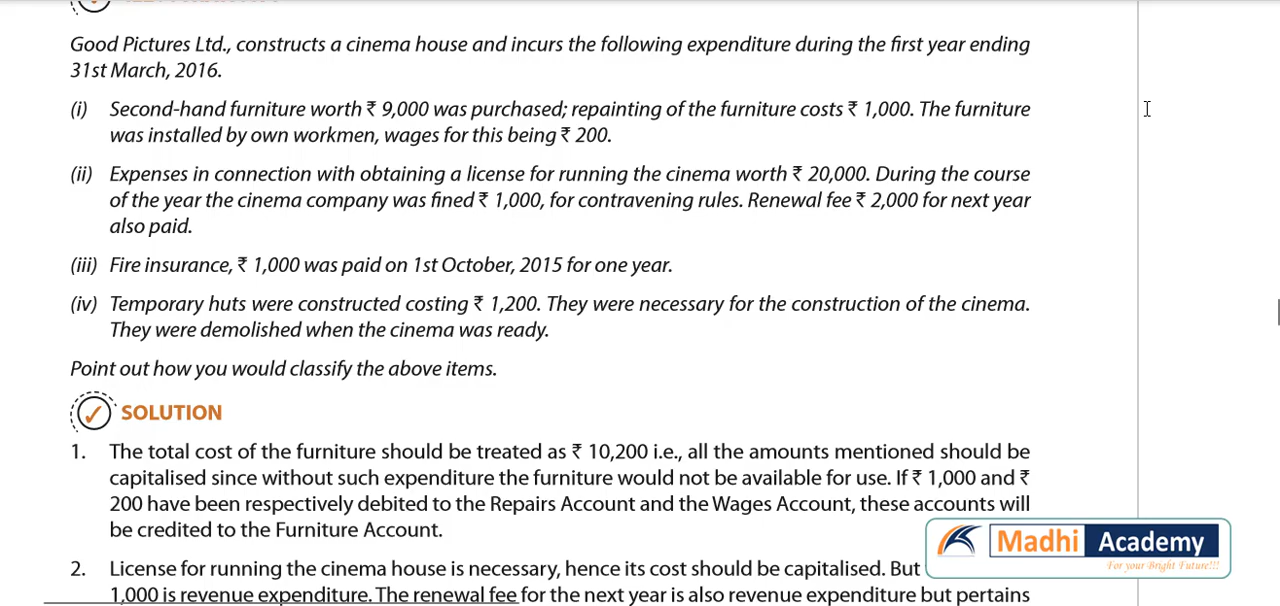 Good Pictures Ltd., constructs a cinema house and incurs the following expenditure during the first year ending
31st March, 2016.
(i) Second-hand furniture worth ₹ 9,000 was purchased; repainting of the furniture costs ₹ 1,000. The furniture
was installed by own workmen, wages for this being ₹ 200.
(ii) Expenses in connection with obtaining a license for running the cinema worth ₹ 20,000. During the course
of the year the cinema company was fined ₹ 1,000, for contravening rules. Renewal fee ₹ 2,000 for next year
also paid.
(iii) Fire insurance, ₹ 1,000 was paid on 1st October, 2015 for one year.
(iv) Temporary huts were constructed costing ₹ 1,200. They were necessary for the construction of the cinema.
They were demolished when the cinema was ready.
Point out how you would classify the above items.
SOLUTION
1. The total cost of the furniture should be treated as ₹ 10,200 i.e., all the amounts mentioned should be
capitalised since without such expenditure the furniture would not be available for use. If ₹ 1,000 and ₹
200 have been respectively debited to the Repairs Account and the Wages Account, these accounts will
be credited to the Furniture Account.
2. License for running the cinema house is necessary, hence its cost should be capitalised. But
1,000 is revenue expenditure. The renewal fee for the next year is also revenue expenditure but pertains
Madhi Academy
For your Bright Future!!!